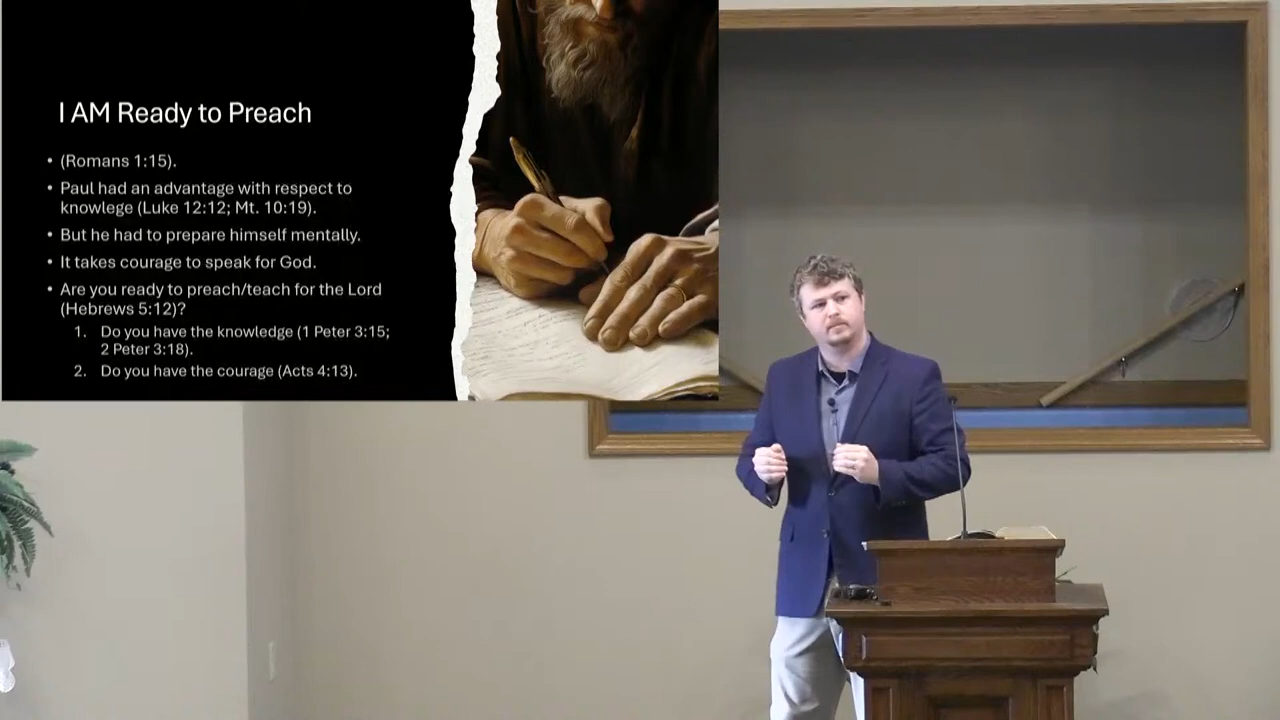 I AM Ready to Preach
• (Romans 1:15).
• Paul had an advantage with respect to
knowlege (Luke 12:12; Mt. 10:19).
• But he had to prepare himself mentally.
• It takes courage to speak for God.
• Are you ready to preach/teach for the Lord
(Hebrews 5:12)?
1. Do you have the knowledge (1 Peter 3:15;
2 Peter 3:18).
2. Do you have the courage (Acts 4:13).